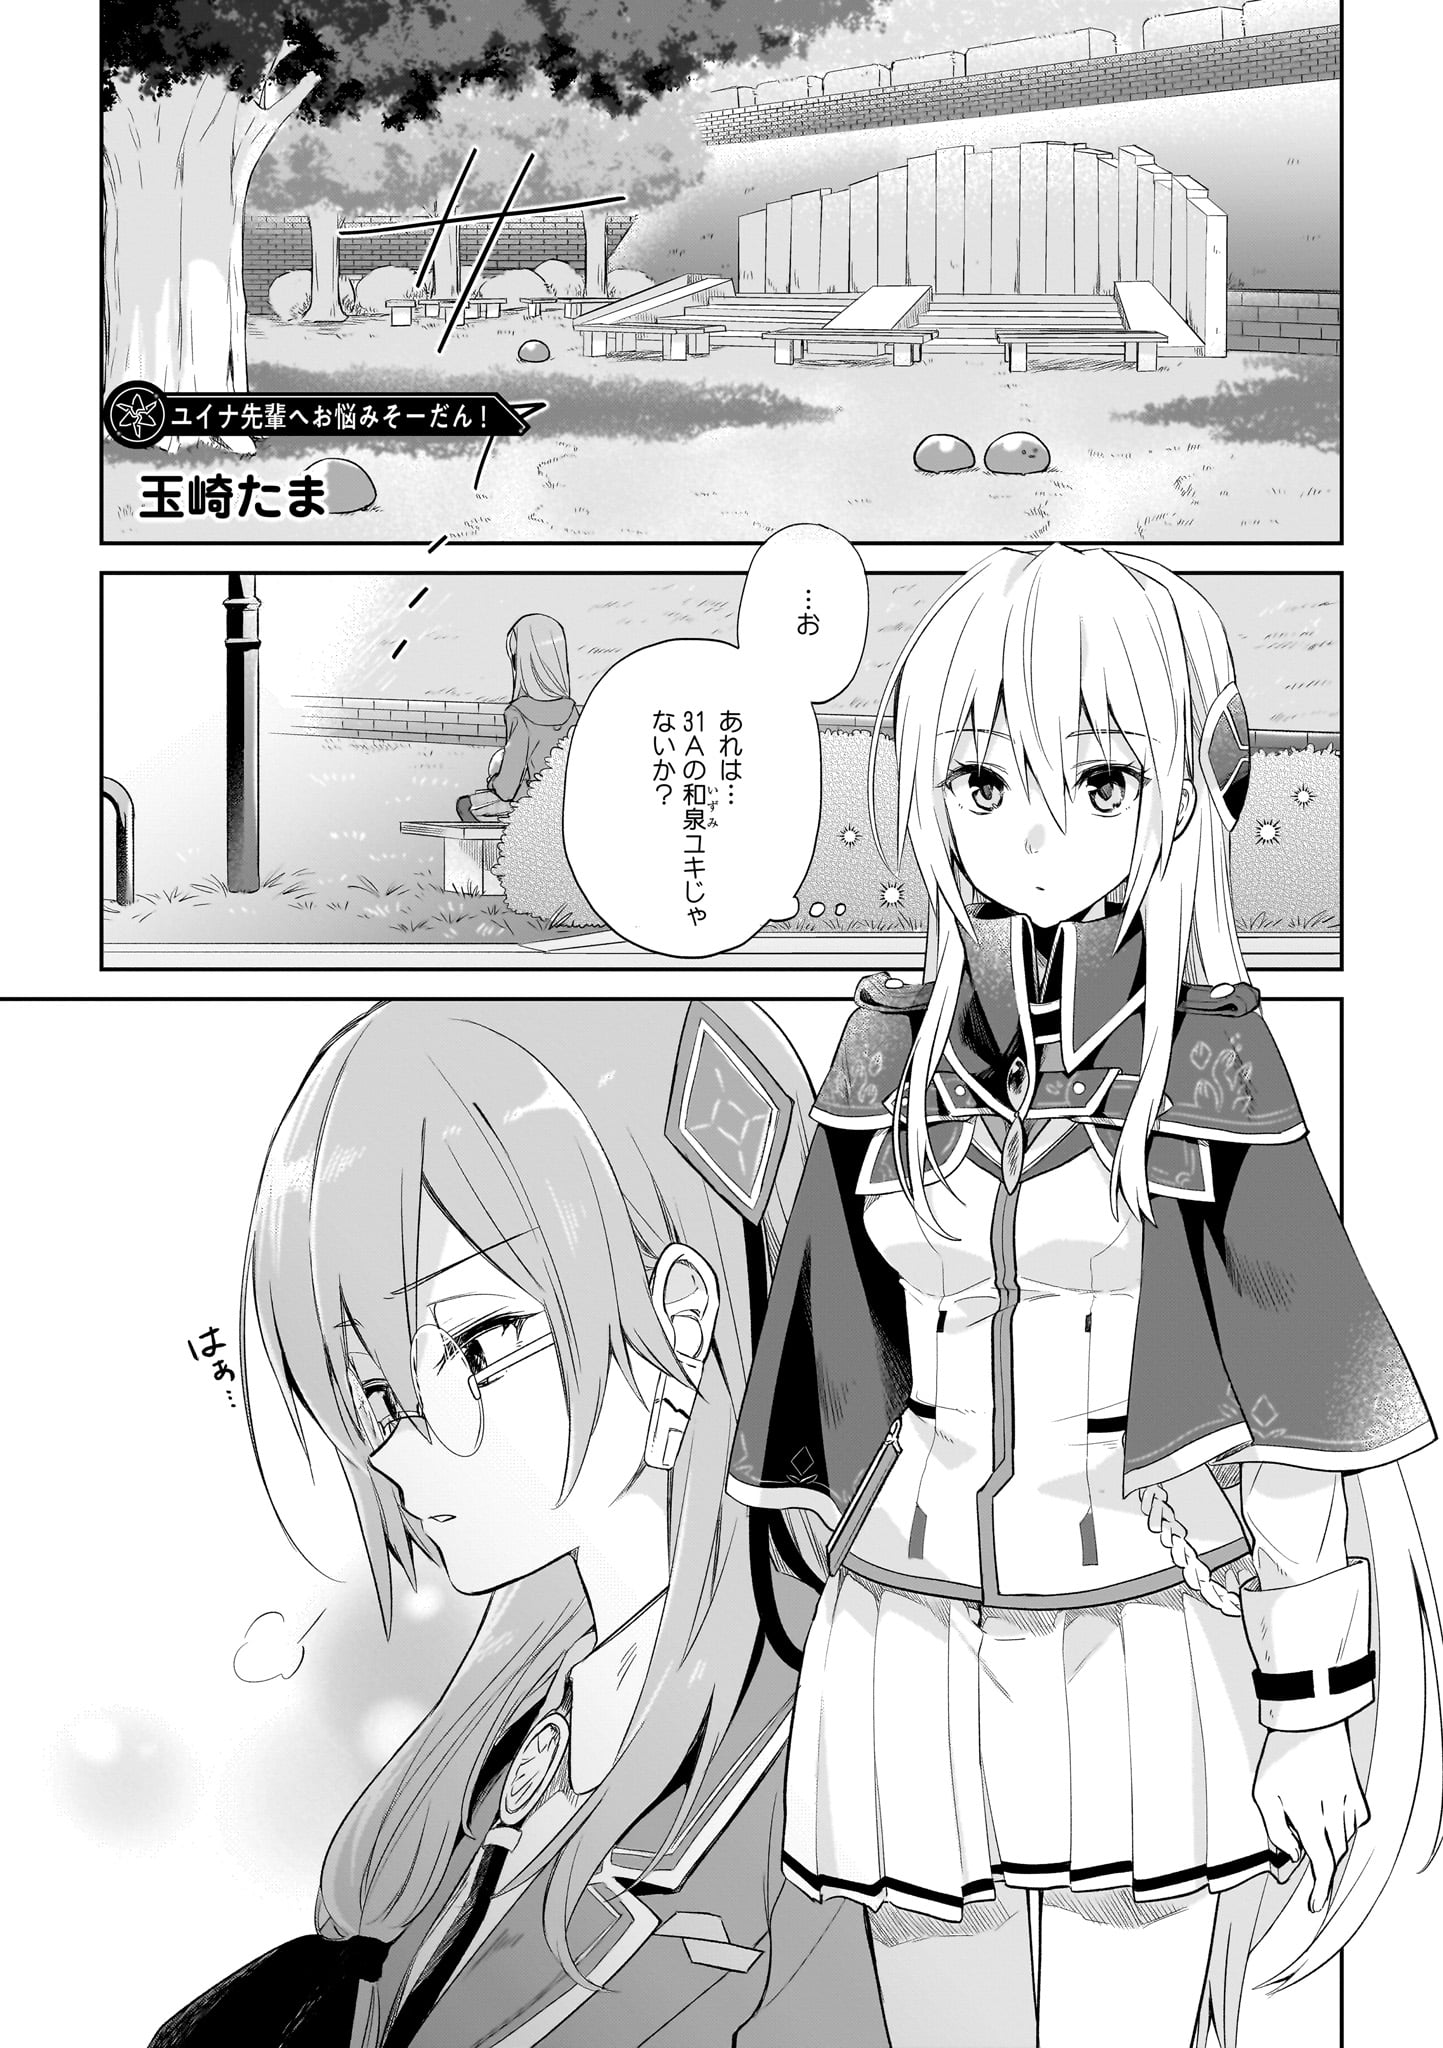 ユイナ先輩へお悩みそーだん!
玉崎たま
…お
あれは…
31Aの和泉ユキじゃ
いずみ
ないか?
はぁ…